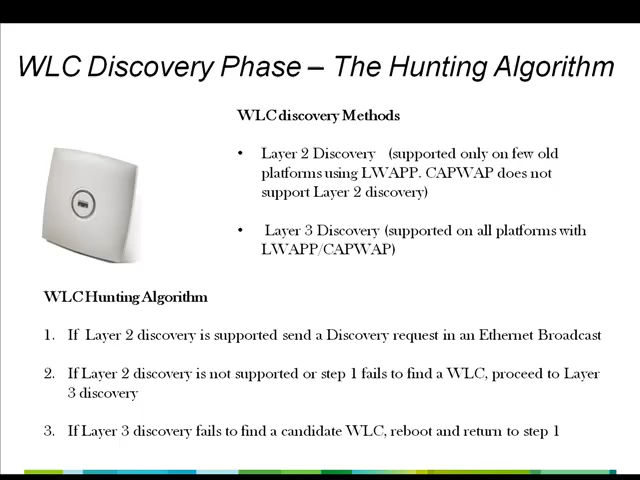 WLC Discovery Phase – The Hunting Algorithm
WLC discovery Methods
• Layer 2 Discovery (supported only on few old
platforms using LWAPP. CAPWAP does not
support Layer 2 discovery)
• Layer 3 Discovery (supported on all platforms with
LWAPP/CAPWAP)
WLC Hunting Algorithm
1. If Layer 2 discovery is supported send a Discovery request in an Ethernet Broadcast
2. If Layer 2 discovery is not supported or step 1 fails to find a WLC, proceed to Layer
3 discovery
3. If Layer 3 discovery fails to find a candidate WLC, reboot and return to step 1